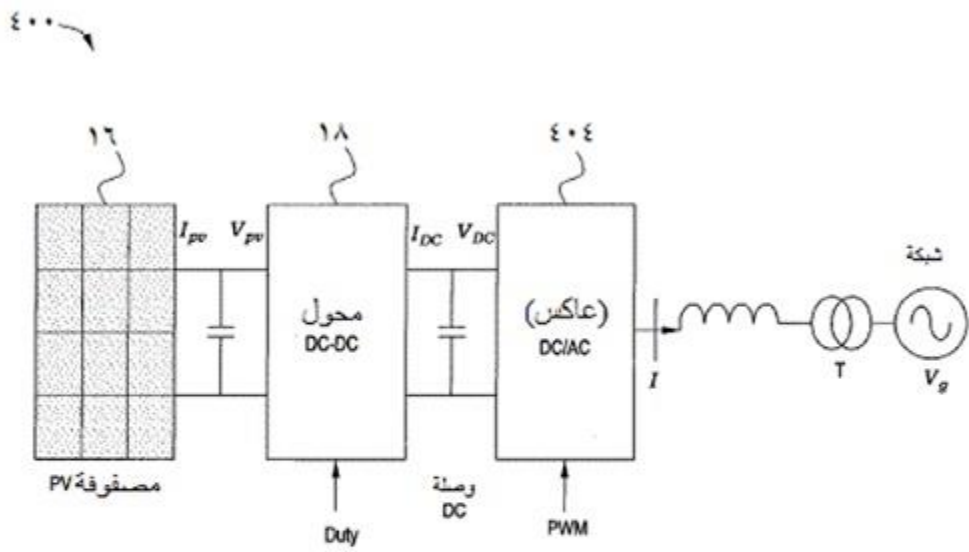 ٤٠٠
١٦
١٨
٤٠٤
I_pv V_pv
I_DC V_DC
شبكة
محول
DC-DC
(عاكس)
DC/AC
I
T
V_g
مصفوفة PV
وصلة
DC
Duty
PWM